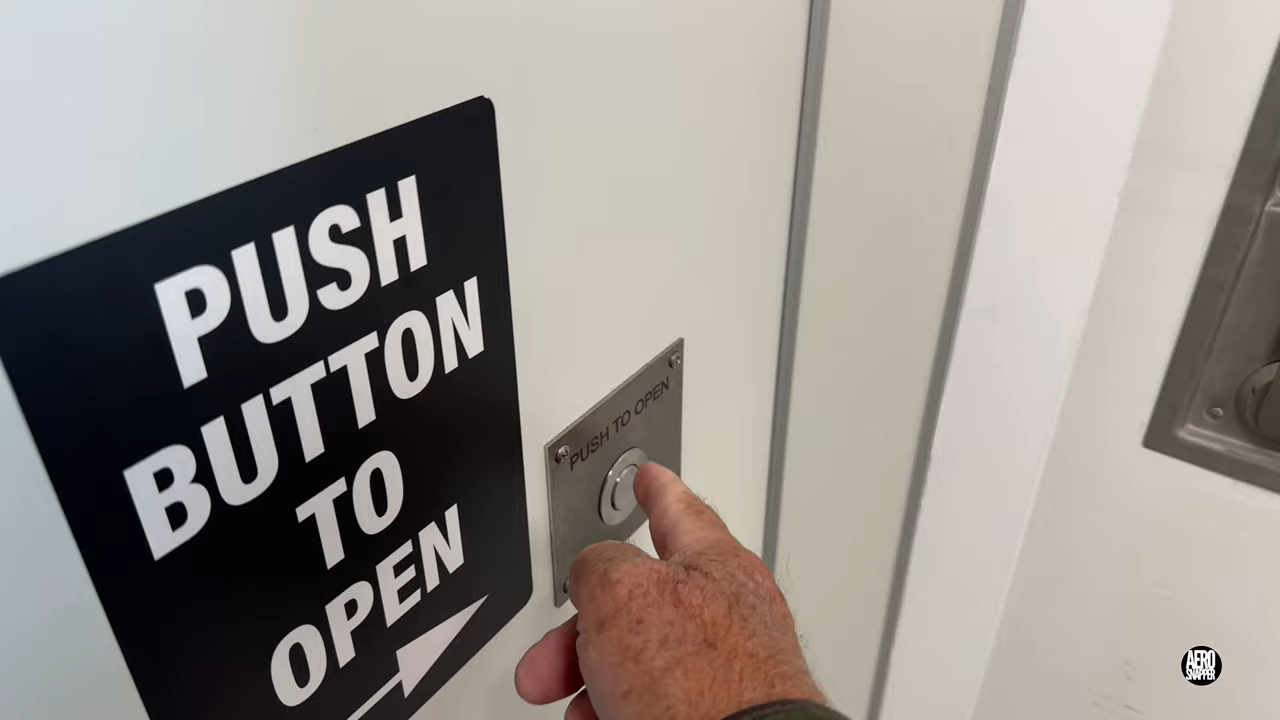 PUSH
BUTTON
TO
OPEN
PUSH TO OPEN
AERO
SNAPPER